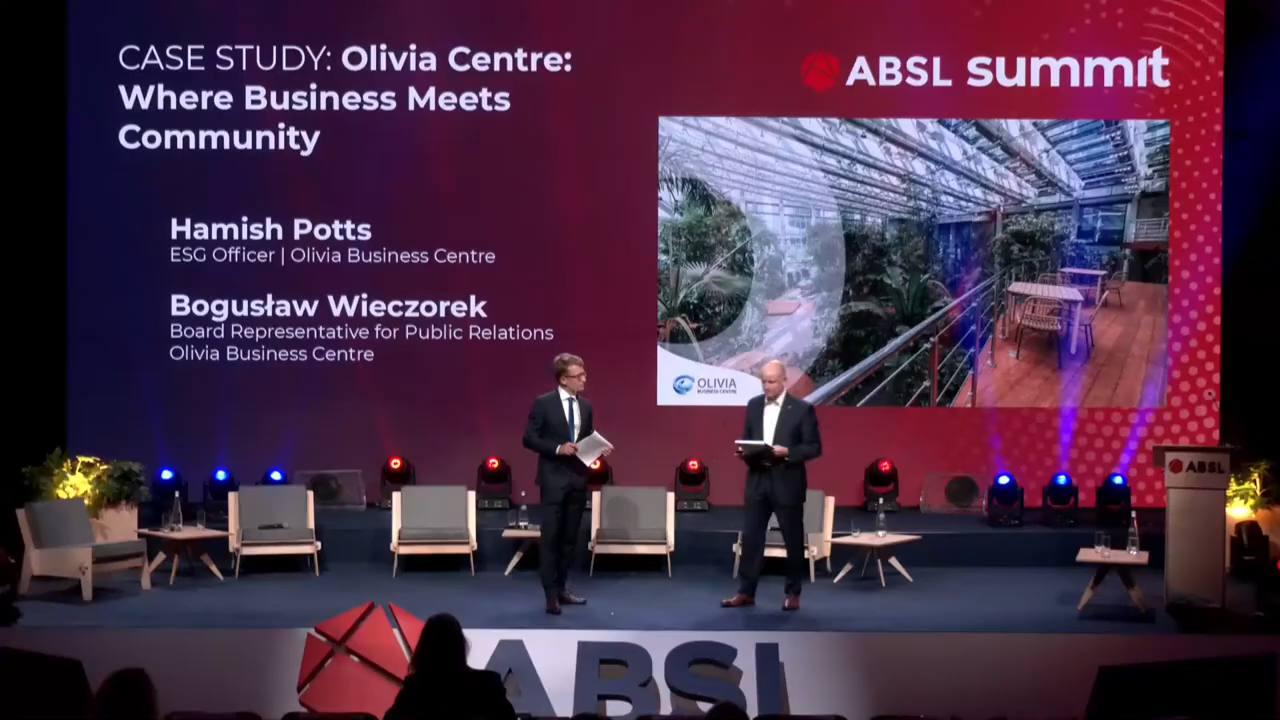 CASE STUDY: Olivia Centre:
Where Business Meets
Community
ABSL summit
Hamish Potts
ESG Officer | Olivia Business Centre
Bogusław Wieczorek
Board Representative for Public Relations
Olivia Business Centre
OLIVIA
BUSINESS CENTRE
ABSL
ABSL